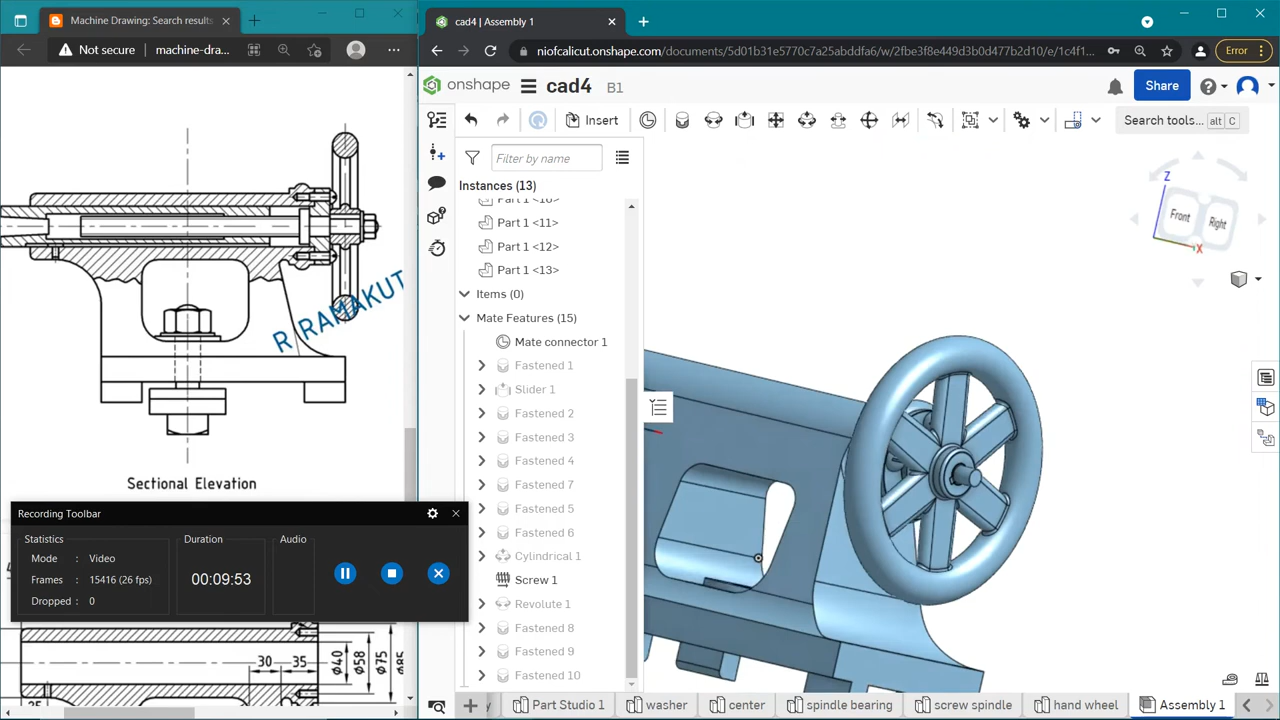 Machine Drawing: Search results
cad4 | Assembly 1
Not secure
machine-dra...
niofcalicut.onshape.com/documents/5d01b31e5770c7a25abddfa6/w/2fbe3f8e449d3b0d477b2d10/e/1c4f1...
Error
onshape
cad4
B1
Share
Insert
Search tools...
alt
C
Filter by name
Instances (13)
Part 1 <11>
Part 1 <12>
Part 1 <13>
Items (0)
Mate Features (15)
Mate connector 1
Fastened 1
Slider 1
Fastened 2
Fastened 3
Fastened 4
Fastened 7
Fastened 5
Fastened 6
Cylindrical 1
Screw 1
Revolute 1
Fastened 8
Fastened 9
Fastened 10
Z
Front
Right
X
R RAMAKUT
Sectional Elevation
Recording Toolbar
Statistics
Duration
Audio
Mode : Video
Frames : 15416 (26 fps)
Dropped : 0
00:09:53
30
35
ϕ40
ϕ58
ϕ75
ϕ85
Part Studio 1
washer
center
spindle bearing
screw spindle
hand wheel
Assembly 1